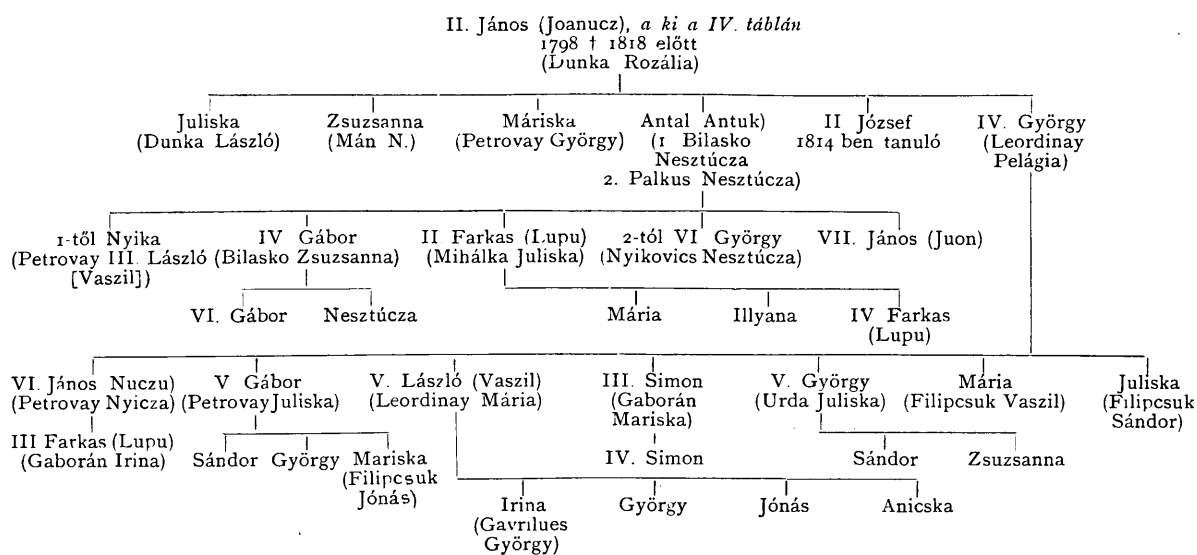 II. János (Joanucz), a ki a IV. táblán
1798 † 1818 előtt
(Dunka Rozália)
Juliska Zsuzsanna Máriska Antal Antuk) II József IV. György
(Dunka László) (Mán N.) (Petrovay György) (1 Bilasko 1814 ben tanuló (Leordinay
Nesztúcza Pelágia)
2. Palkus Nesztúcza)
1-től Nyika IV Gábor II Farkas (Lupu) 2-tól VI György VII. János (Juon)
(Petrovay III. László (Bilasko Zsuzsanna) (Mihálka Juliska) (Nyikovics Nesztúcza)
[Vaszil])
VI. Gábor Nesztúcza Mária Illyana IV Farkas
(Lupu)
VI. János Nuczu) V Gábor V. László (Vaszil) III. Simon V. György Mária Juliska
(Petrovay Nyicza) (Petrovay Juliska) (Leordinay Mária) (Gaborán (Urda Juliska) (Filipcsuk Vaszil) (Filipcsuk
Mariska) Sándor)
III Farkas (Lupu)
(Gaborán Irina) Sándor György Mariska IV. Simon Sándor Zsuzsanna
(Filipcsuk
Jónás)
Irina György Jónás Anicska
(Gavrilues
György)